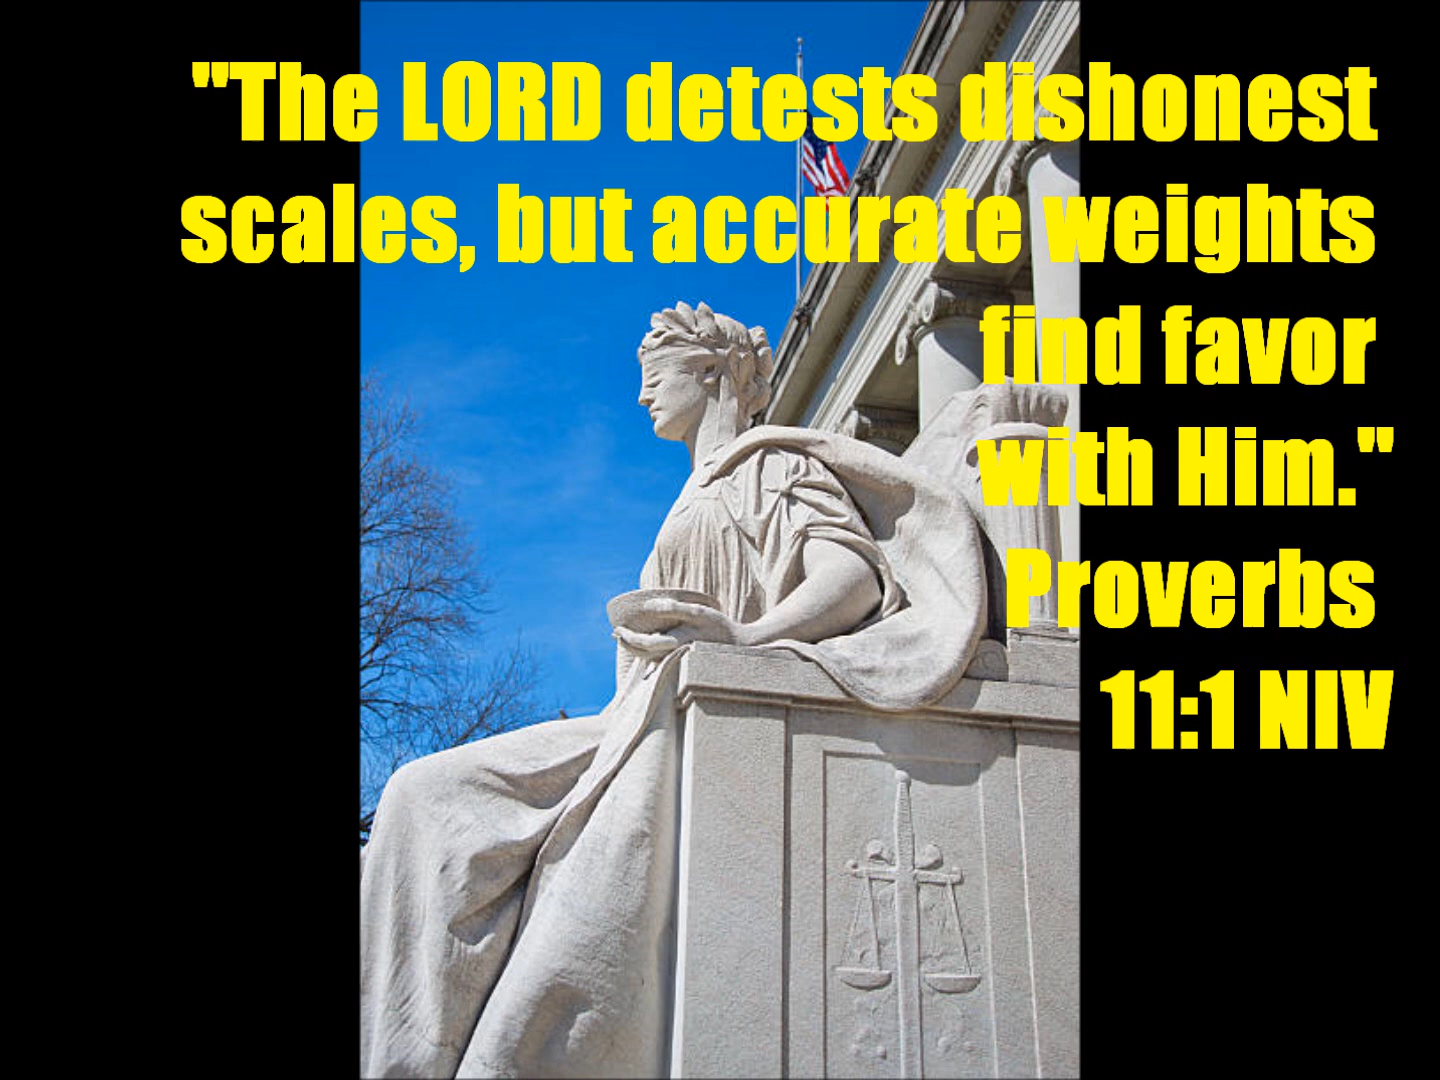 "The LORD detests dishonest
scales, but accurate weights
find favor
with Him."
Proverbs
11:1 NIV